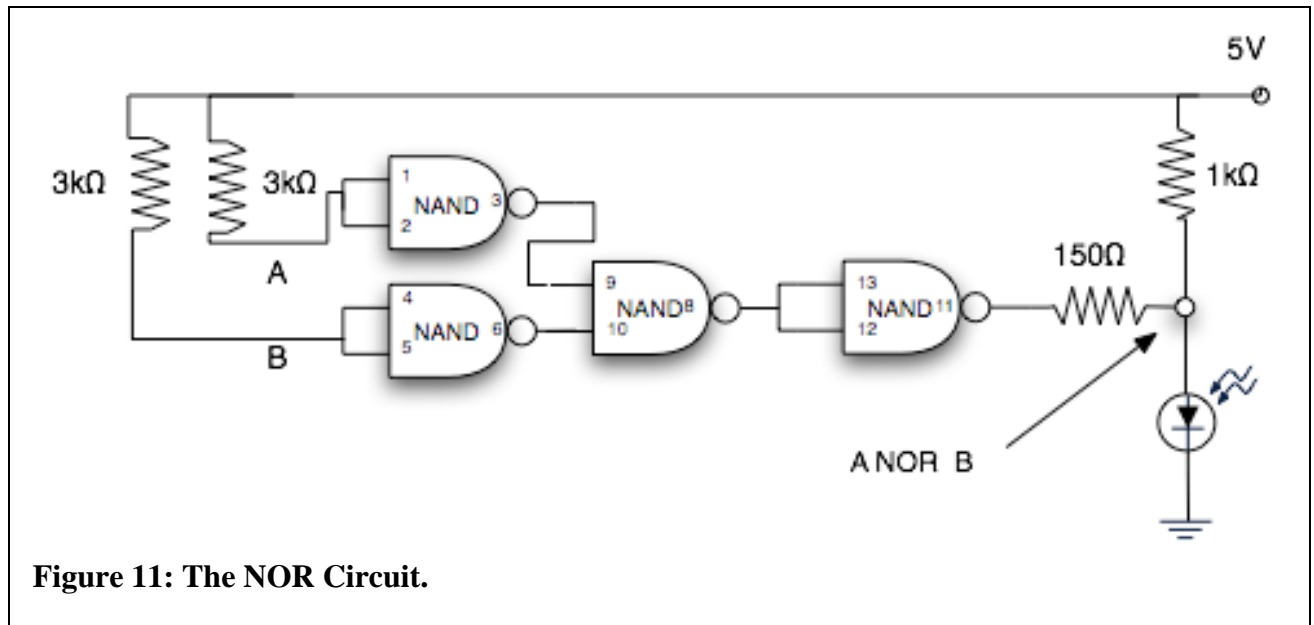 5V
3kΩ
3kΩ
1
NAND 3
2
1kΩ
A
150Ω
4
NAND 6
5
9
NAND 8
10
13
NAND 11
12
B
A NOR B
Figure 11: The NOR Circuit.